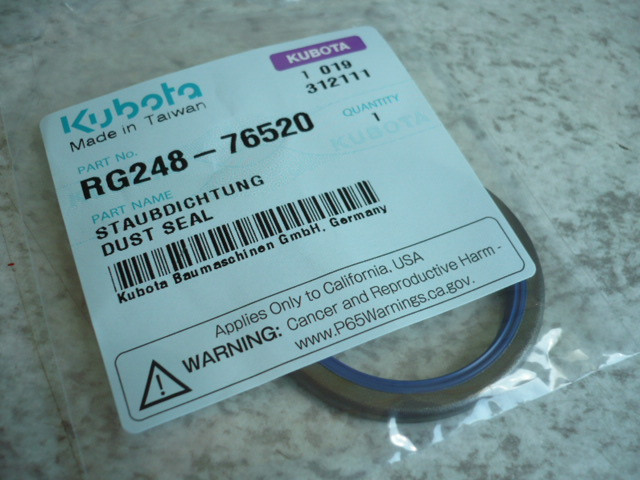 KUBOTA
1 019
312111
Kubota
Made in Taiwan
PART No.
QUANTITY
RG248-76520
1
KUBOTA
PART NAME
STAUBDICHTUNG
DUST SEAL
Kubota Baumaschinen GmbH. Germany
Applies Only to California, USA
WARNING: Cancer and Reproductive Harm -
www.P65Warnings.ca.gov.